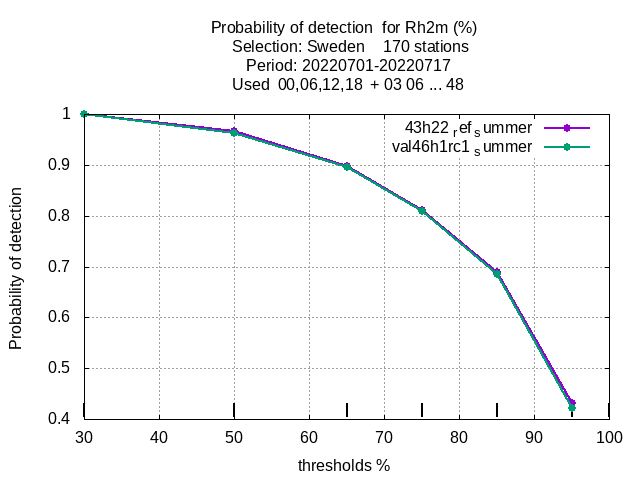 Probability of detection  for Rh2m (%)
Selection: Sweden    170 stations
Period: 20220701-20220717
Used  00,06,12,18  + 03 06 ... 48
43h22 ref summer
val46h1rc1 summer
Probability of detection
1
0.9
0.8
0.7
0.6
0.5
0.4
30 40 50 60 70 80 90 100
thresholds %